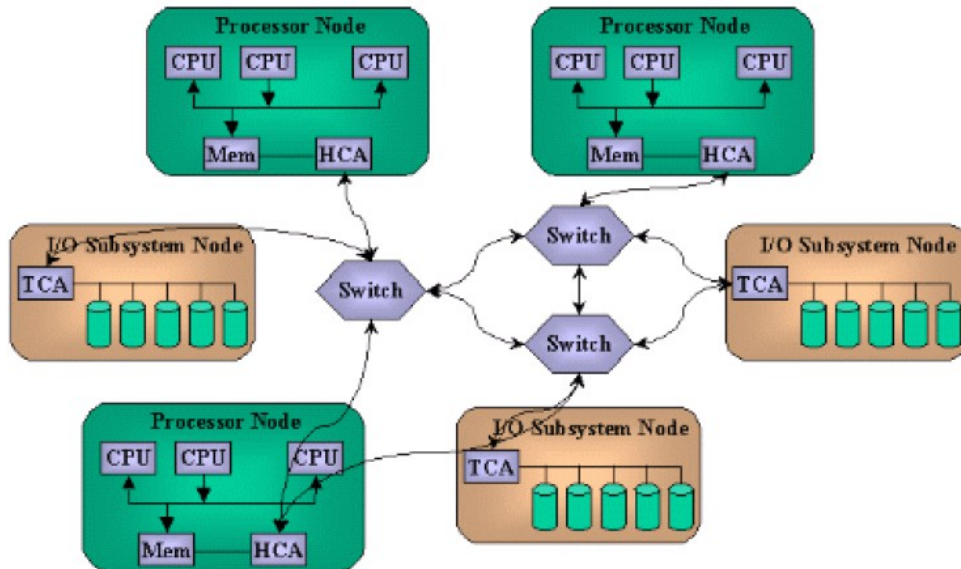 Processor Node
CPU CPU CPU
Mem HCA
Processor Node
CPU CPU CPU
Mem HCA
I/O Subsystem Node
TCA
Switch
Switch
Switch
I/O Subsystem Node
TCA
Processor Node
CPU CPU CPU
Mem HCA
I/O Subsystem Node
TCA